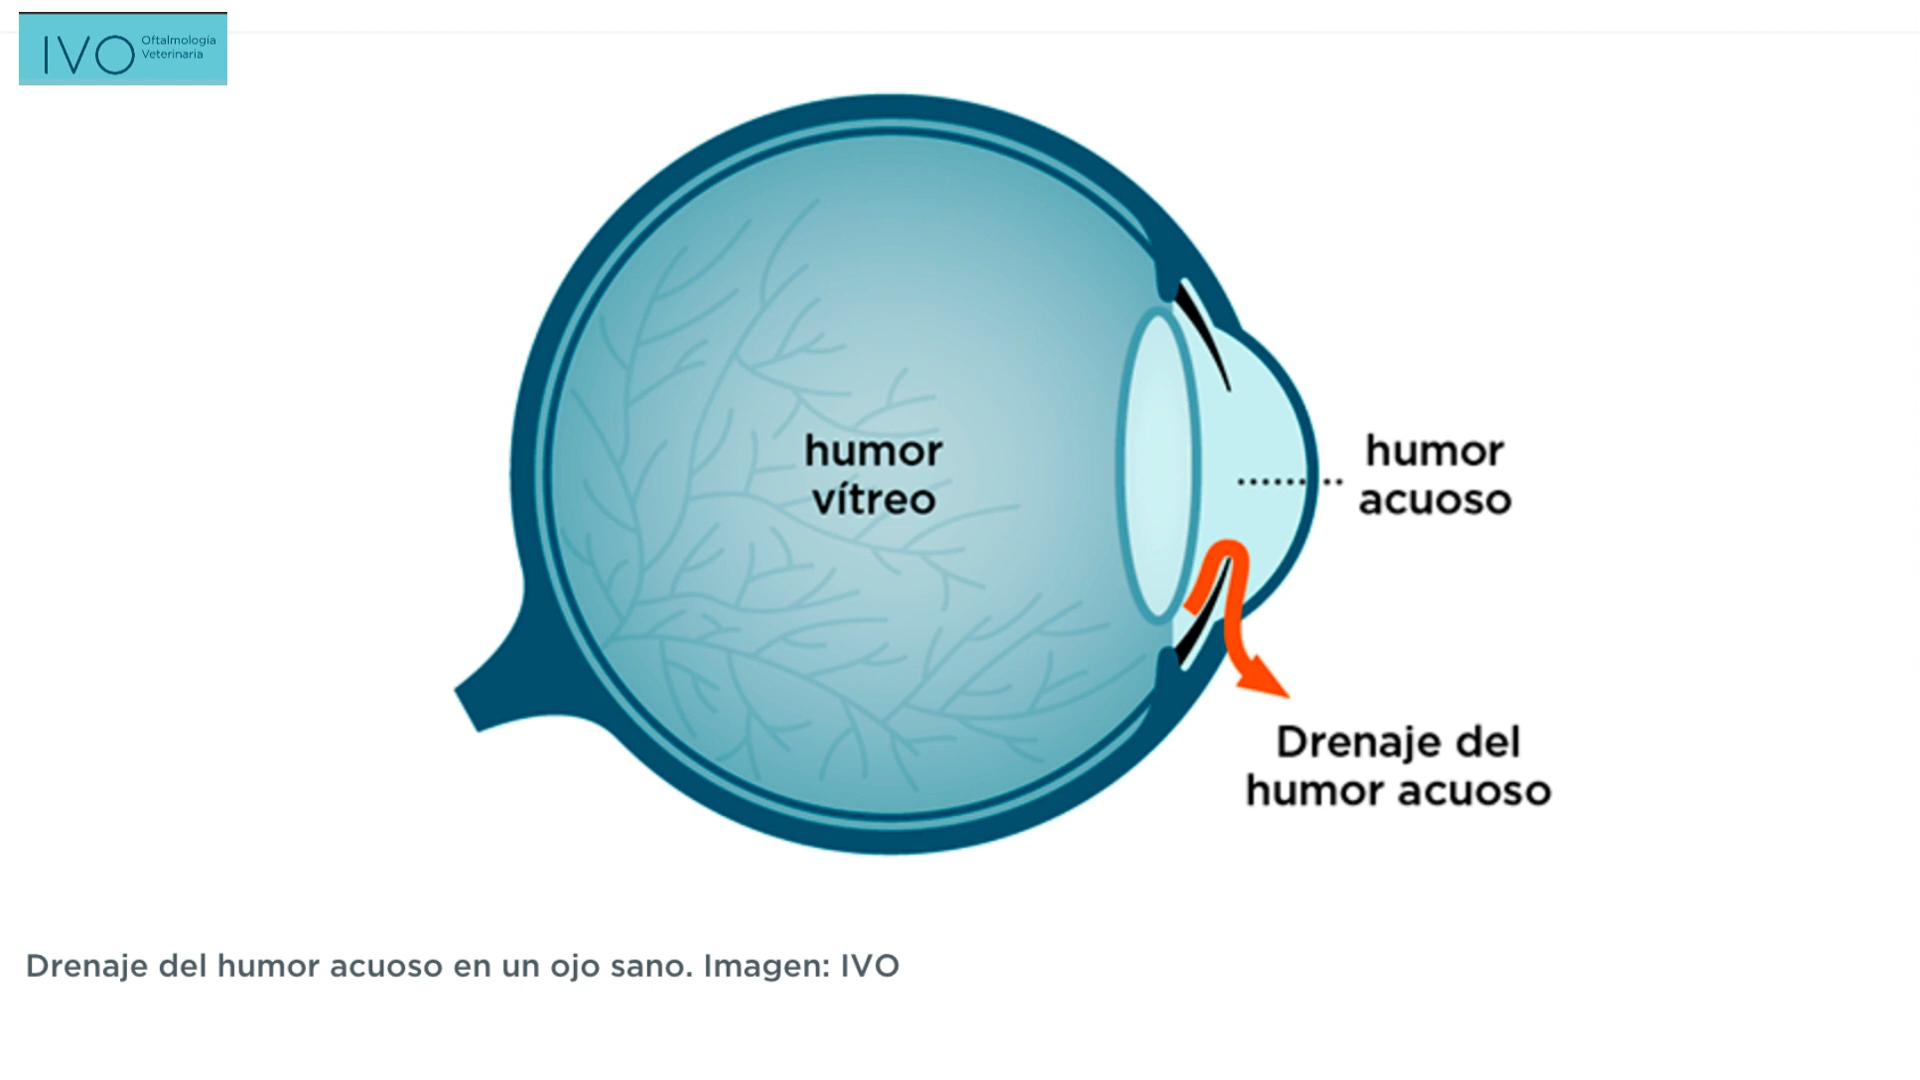 IVO Oftalmología
Veterinaria
humor
vítreo
humor
acuoso
Drenaje del
humor acuoso
Drenaje del humor acuoso en un ojo sano. Imagen: IVO